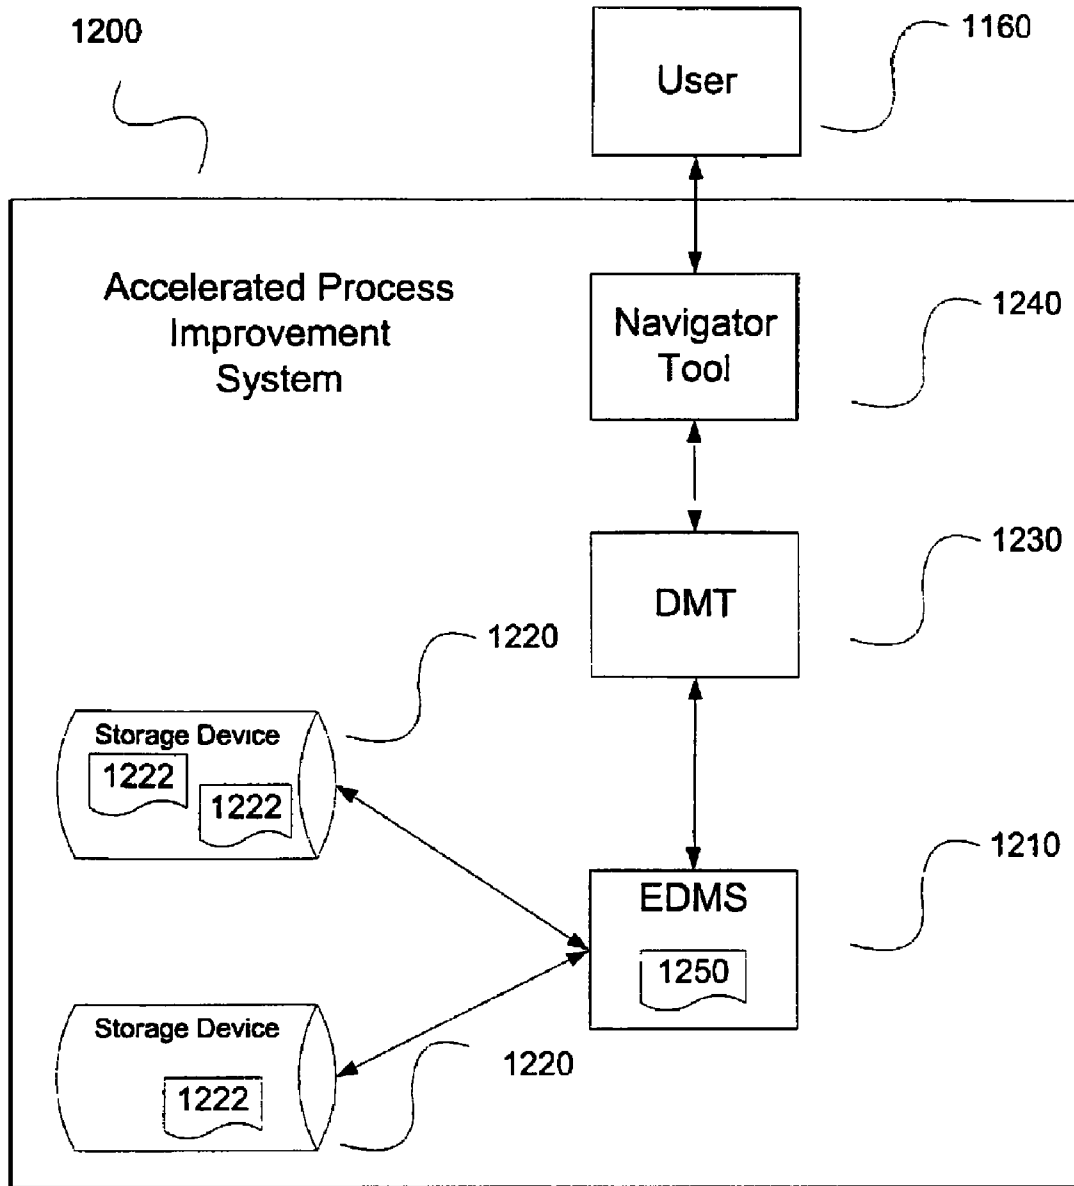 1200
1160
User
Accelerated Process
Improvement
System
Navigator
Tool
1240
DMT
1230
1220
Storage Device
1222
1222
EDMS
1250
1210
Storage Device
1222
1220